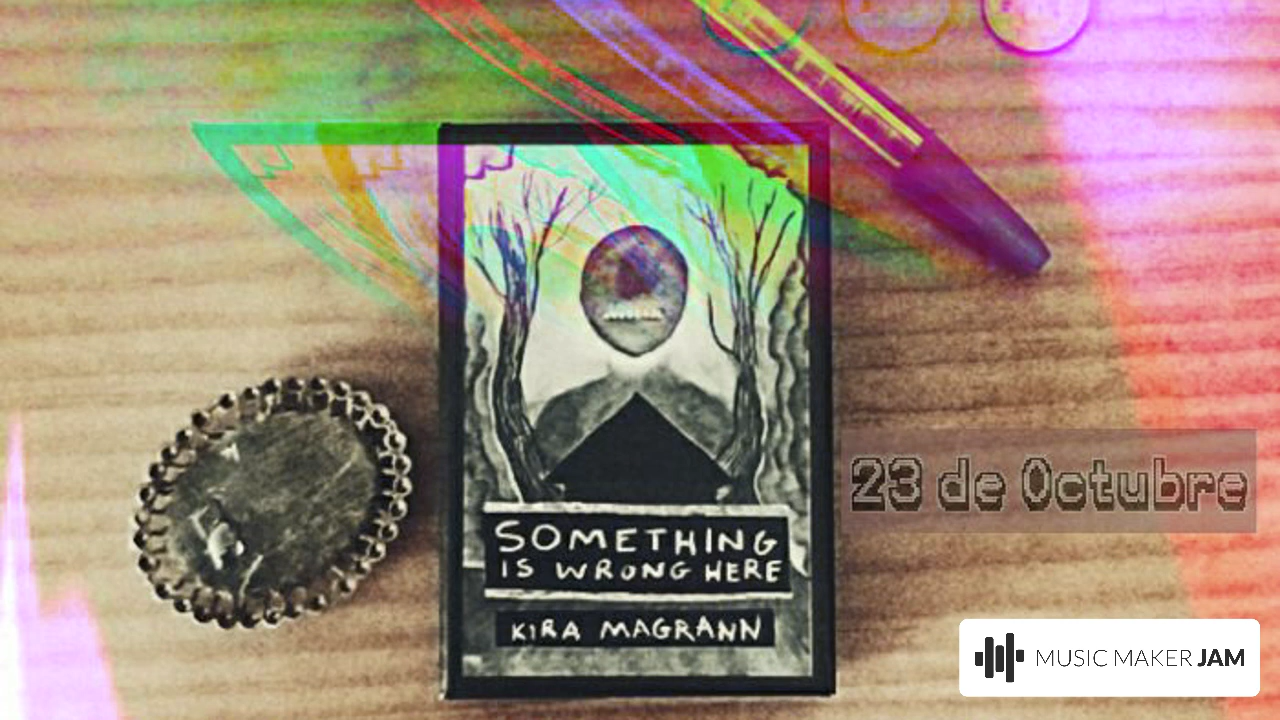 SOMETHING
IS WRONG HERE
KIRA MAGRANN
23 de Octubre
MUSIC MAKER JAM